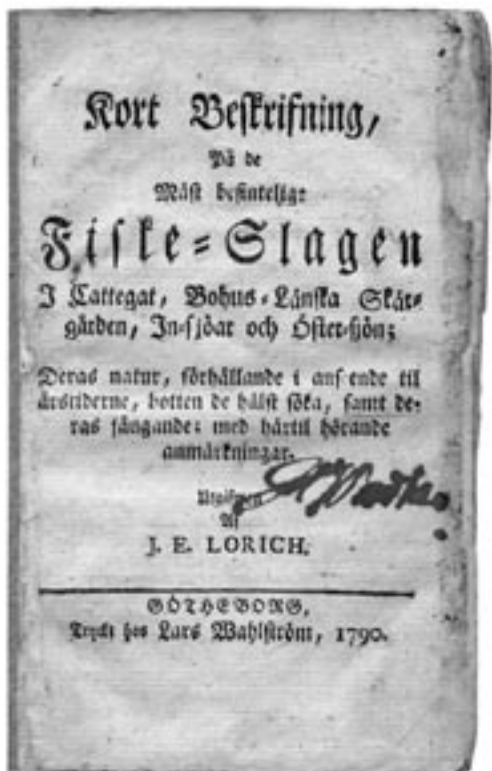 Kort Beskrifning,
På de
Mäst befinteliga
Fiske-Slagen
I Cattegat, Bohus-Länska Skär-
gården, In-sjöar och Öster-sjön;
Deras natur, förhållande i anseende til
årstiderne, botten de hälst söka, samt de-
ras fångande; med härtil hörande
anmärkningar.
Utgifwen
Af
J. E. LORICH.
GÖTHEBORG,
Tryckt hos Lars Wahlström, 1790.